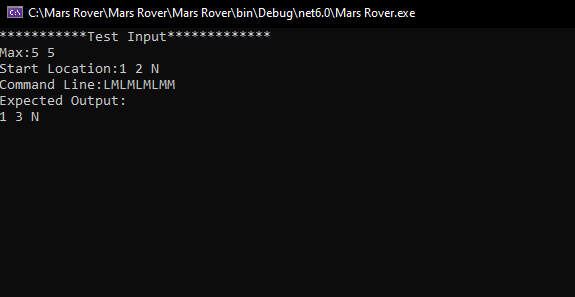 C:\Mars Rover\Mars Rover\Mars Rover\bin\Debug\net6.0\Mars Rover.exe
***********Test Input*************
Max:5 5
Start Location:1 2 N
Command Line:LMLMLMLMM
Expected Output:
1 3 N